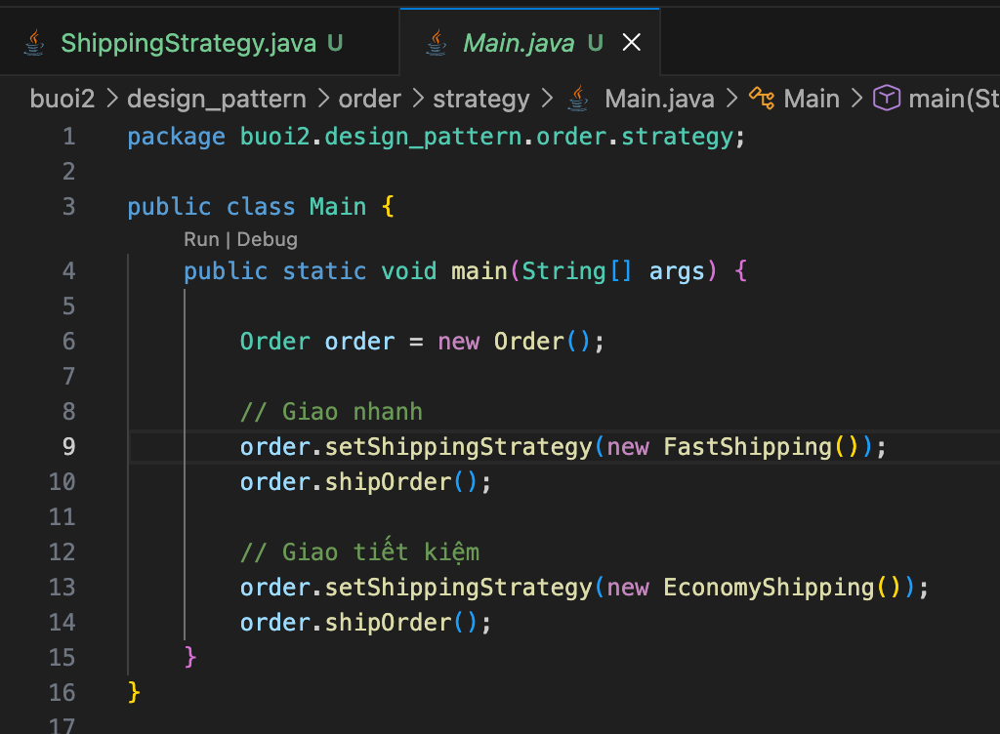 ShippingStrategy.java U Main.java U
buoi2 > design_pattern > order > strategy > Main.java > Main > main(St
1 package buoi2.design_pattern.order.strategy;
2
3 public class Main {
Run | Debug
4 public static void main(String[] args) {
5
6 Order order = new Order();
7
8 // Giao nhanh
9 order.setShippingStrategy(new FastShipping());
10 order.shipOrder();
11
12 // Giao tiết kiệm
13 order.setShippingStrategy(new EconomyShipping());
14 order.shipOrder();
15 }
16 }
17